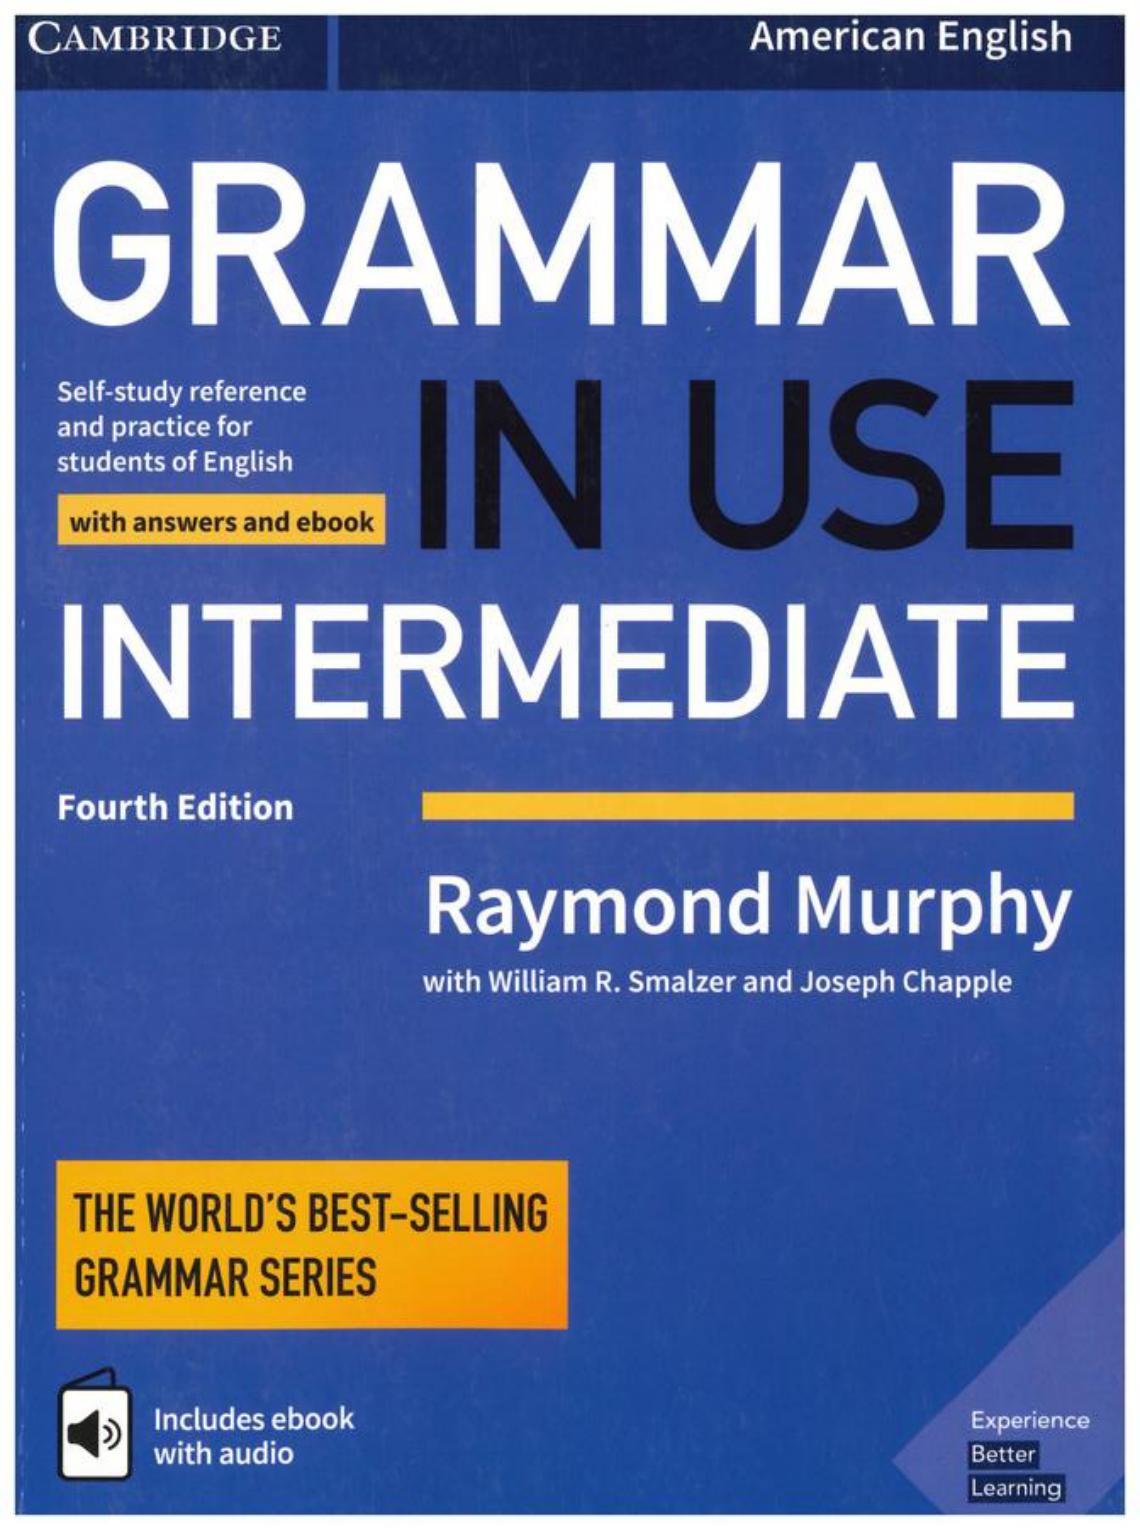 CAMBRIDGE
American English
GRAMMAR
Self-study reference
and practice for
students of English
with answers and ebook
IN USE
INTERMEDIATE
Fourth Edition
Raymond Murphy
with William R. Smalzer and Joseph Chapple
THE WORLD'S BEST-SELLING
GRAMMAR SERIES
Includes ebook
with audio
Experience
Better
Learning